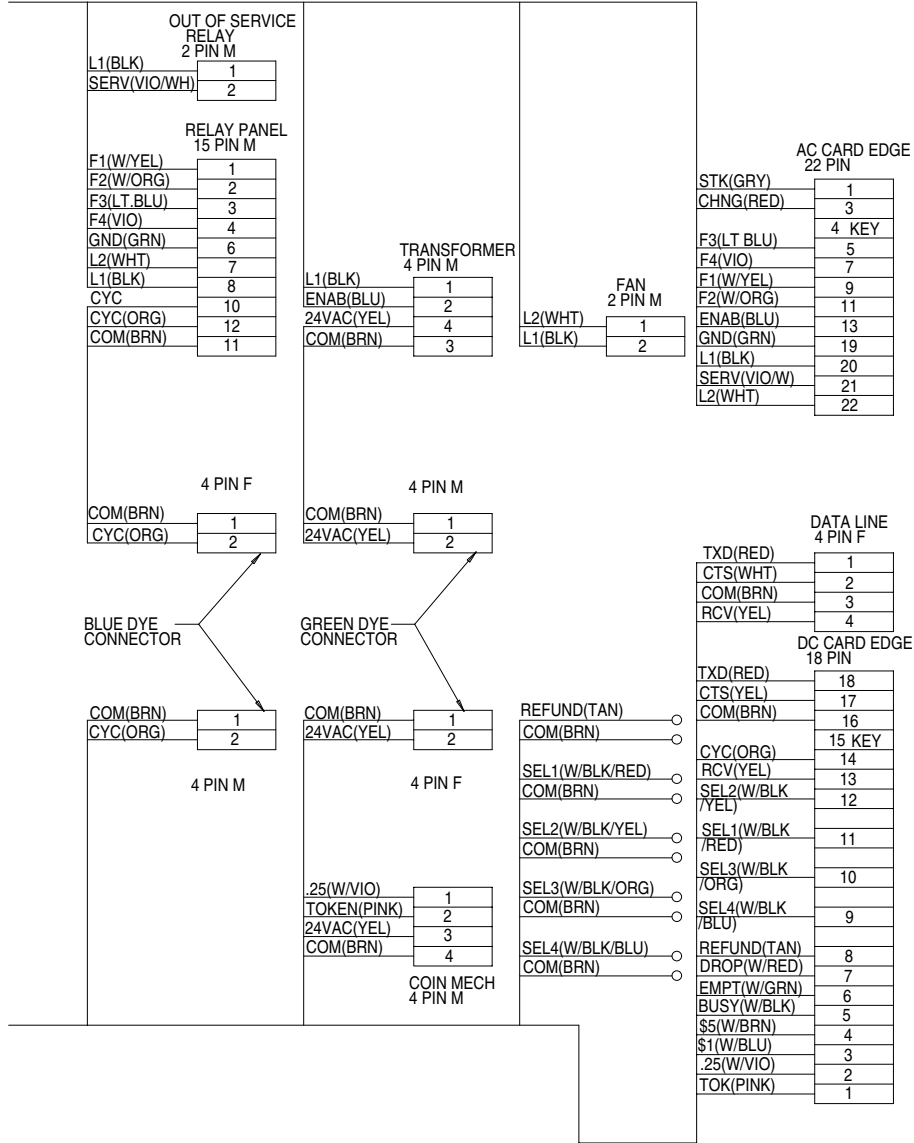 OUT OF SERVICE
RELAY
2 PIN M
L1(BLK)
1
SERV(VIO/WH)
2
RELAY PANEL
15 PIN M
F1(W/YEL)
1
F2(W/ORG)
2
F3(LT.BLU)
3
F4(VIO)
4
GND(GRN)
6
L2(WHT)
7
L1(BLK)
8
CYC
10
CYC(ORG)
12
COM(BRN)
11
TRANSFORMER
4 PIN M
L1(BLK)
1
ENAB(BLU)
2
24VAC(YEL)
4
COM(BRN)
3
FAN
2 PIN M
L2(WHT)
1
L1(BLK)
2
AC CARD EDGE
22 PIN
STK(GRY)
1
CHNG(RED)
3
4 KEY
F3(LT BLU)
5
F4(VIO)
7
F1(W/YEL)
9
F2(W/ORG)
11
ENAB(BLU)
13
GND(GRN)
19
L1(BLK)
20
SERV(VIO/W)
21
L2(WHT)
22
4 PIN F
COM(BRN)
1
CYC(ORG)
2
BLUE DYE
CONNECTOR
COM(BRN)
1
CYC(ORG)
2
4 PIN M
4 PIN M
COM(BRN)
1
24VAC(YEL)
2
GREEN DYE
CONNECTOR
COM(BRN)
1
24VAC(YEL)
2
4 PIN F
.25(W/VIO)
1
TOKEN(PINK)
2
24VAC(YEL)
3
COM(BRN)
4
COIN MECH
4 PIN M
REFUND(TAN)
COM(BRN)
SEL1(W/BLK/RED)
COM(BRN)
SEL2(W/BLK/YEL)
COM(BRN)
SEL3(W/BLK/ORG)
COM(BRN)
SEL4(W/BLK/BLU)
COM(BRN)
DATA LINE
4 PIN F
TXD(RED)
1
CTS(WHT)
2
COM(BRN)
3
RCV(YEL)
4
DC CARD EDGE
18 PIN
TXD(RED)
18
CTS(YEL)
17
COM(BRN)
16
15 KEY
CYC(ORG)
14
RCV(YEL)
13
SEL2(W/BLK
/YEL)
12
SEL1(W/BLK
/RED)
11
SEL3(W/BLK
/ORG)
10
SEL4(W/BLK
/BLU)
9
REFUND(TAN)
8
DROP(W/RED)
7
EMPT(W/GRN)
6
BUSY(W/BLK)
5
$5(W/BRN)
4
$1(W/BLU)
3
.25(W/VIO)
2
TOK(PINK)
1